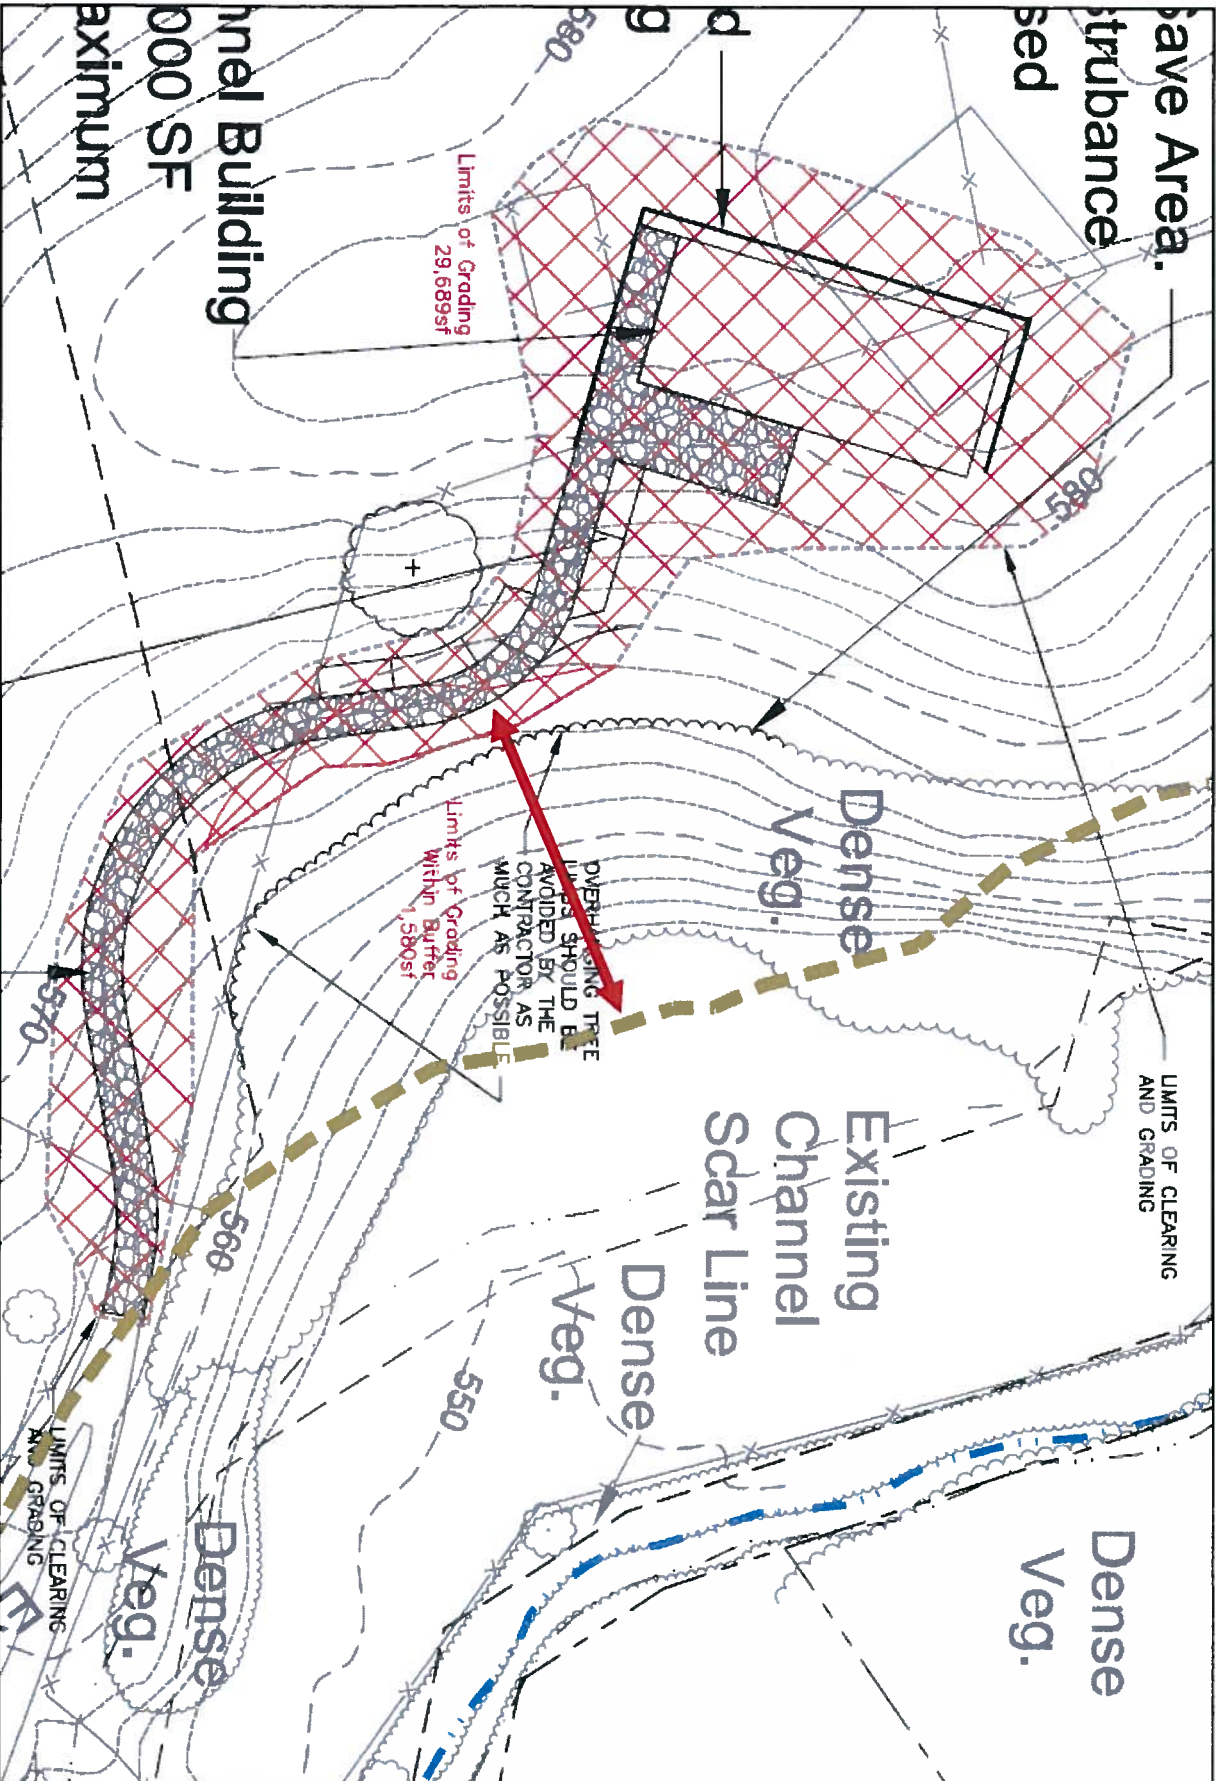 Save Area.
strubance
sed
d
g
nnel Building
000 SF
aximum
580
Limits of Grading
29,689sf
580
Dense
Veg.
OVERHANGING TREE
LIMBS SHOULD BE
AVOIDED BY THE
CONTRACTOR AS
MUCH AS POSSIBLE
Limits of Grading
Within Buffer
1,580sf
570
LIMITS OF CLEARING
AND GRADING
Existing
Channel
Scar Line
Dense
Veg.
560
550
Dense
Veg.
LIMITS OF CLEARING
AND GRADING
Dense
Veg.
E